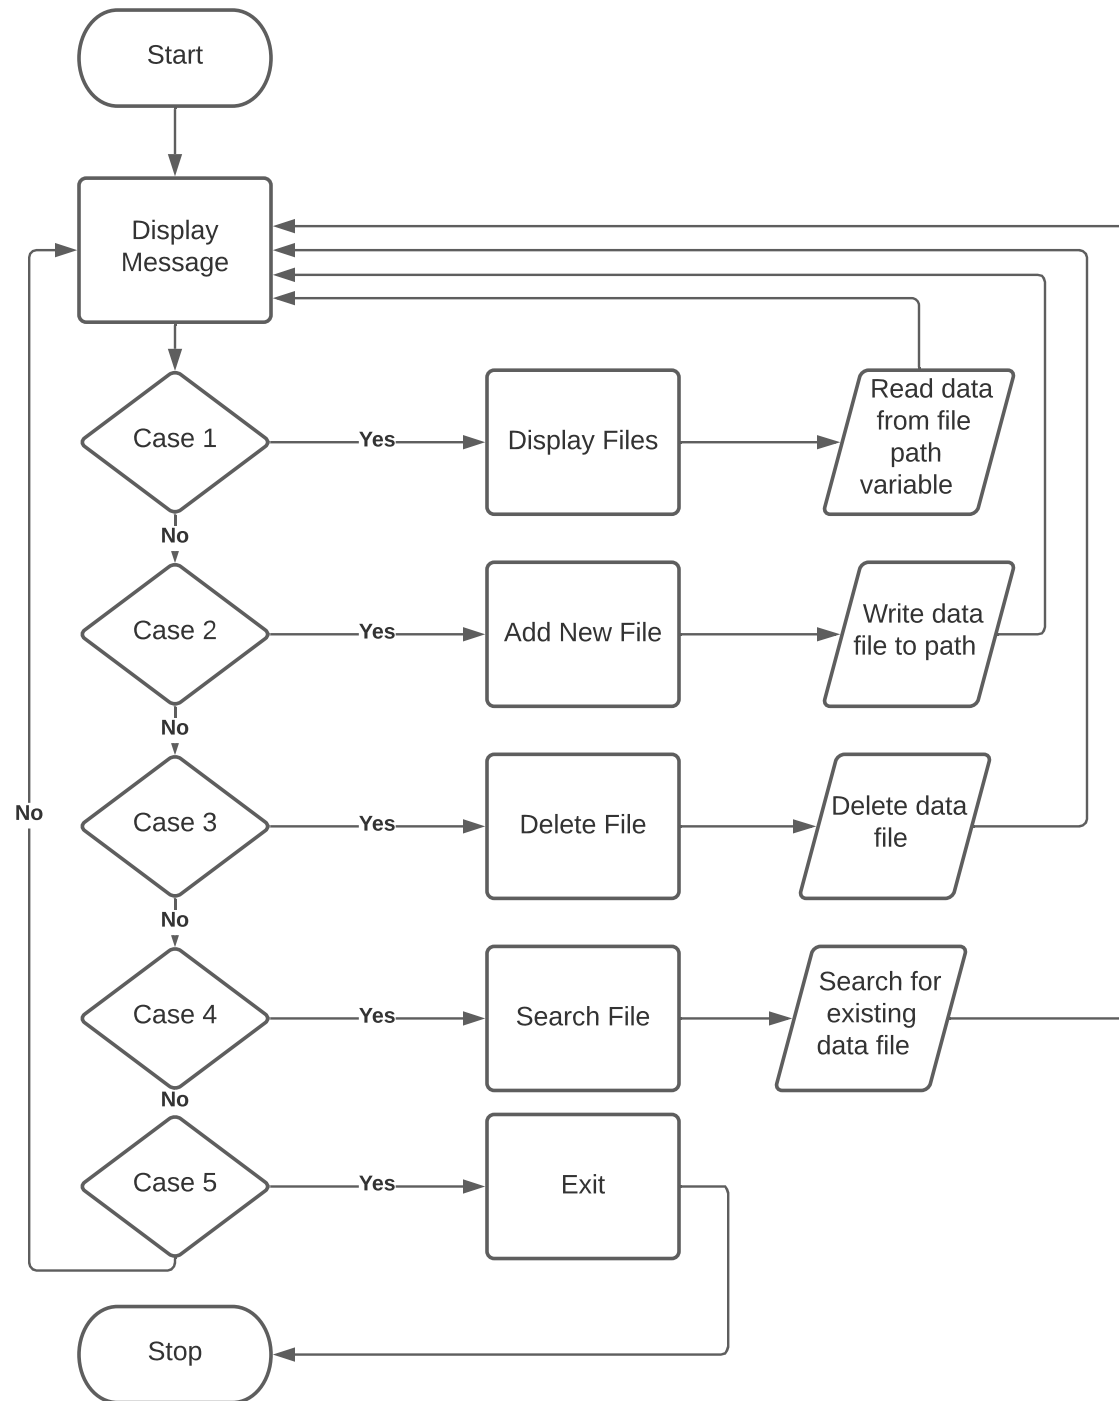 Start
Display
Message
Case 1
Yes
Display Files
Read data
from file
path
variable
No
Case 2
Yes
Add New File
Write data
file to path
No
Case 3
Yes
Delete File
Delete data
file
No
No
Case 4
Yes
Search File
Search for
existing
data file
No
Case 5
Yes
Exit
Stop